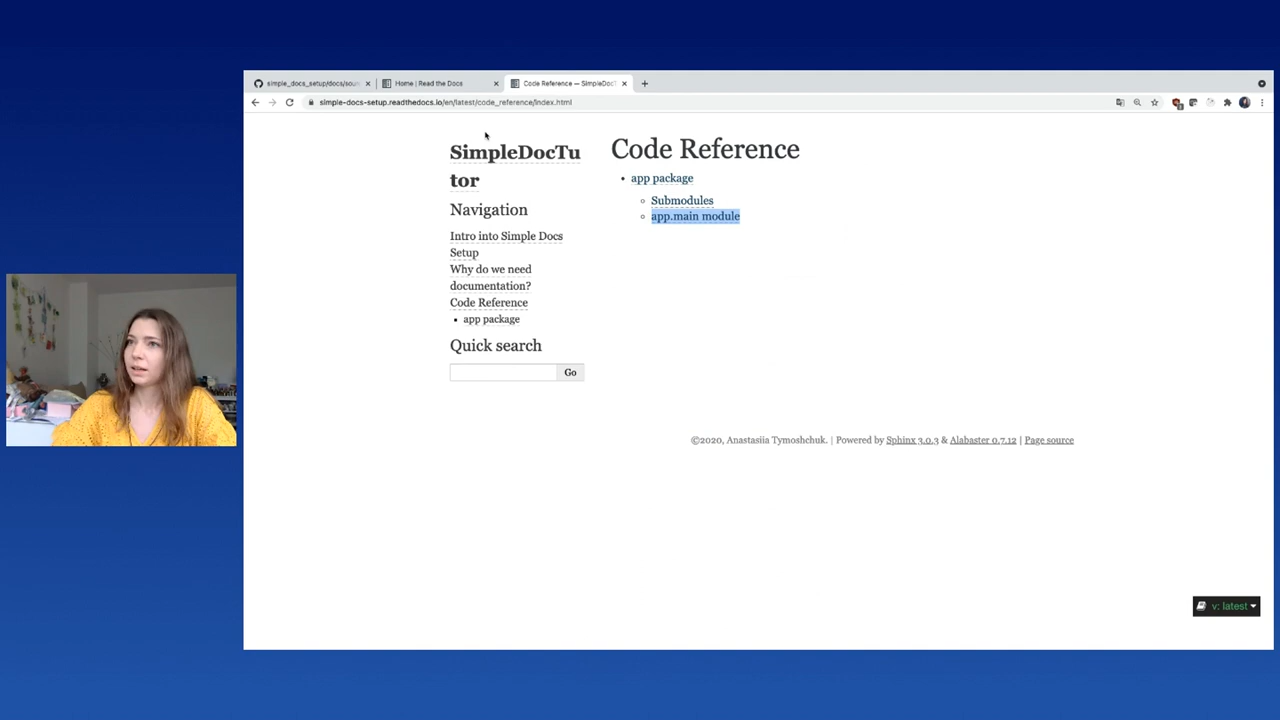 simple_docs_setup/docs/sour
Home | Read the Docs
Code Reference — SimpleDocT
simple-docs-setup.readthedocs.io/en/latest/code_reference/index.html
SimpleDocTu
tor
Navigation
Intro into Simple Docs
Setup
Why do we need
documentation?
Code Reference
app package
Quick search
Go
Code Reference
app package
Submodules
app.main module
©2020, Anastasiia Tymoshchuk. | Powered by Sphinx 3.0.3 & Alabaster 0.7.12 | Page source
v: latest